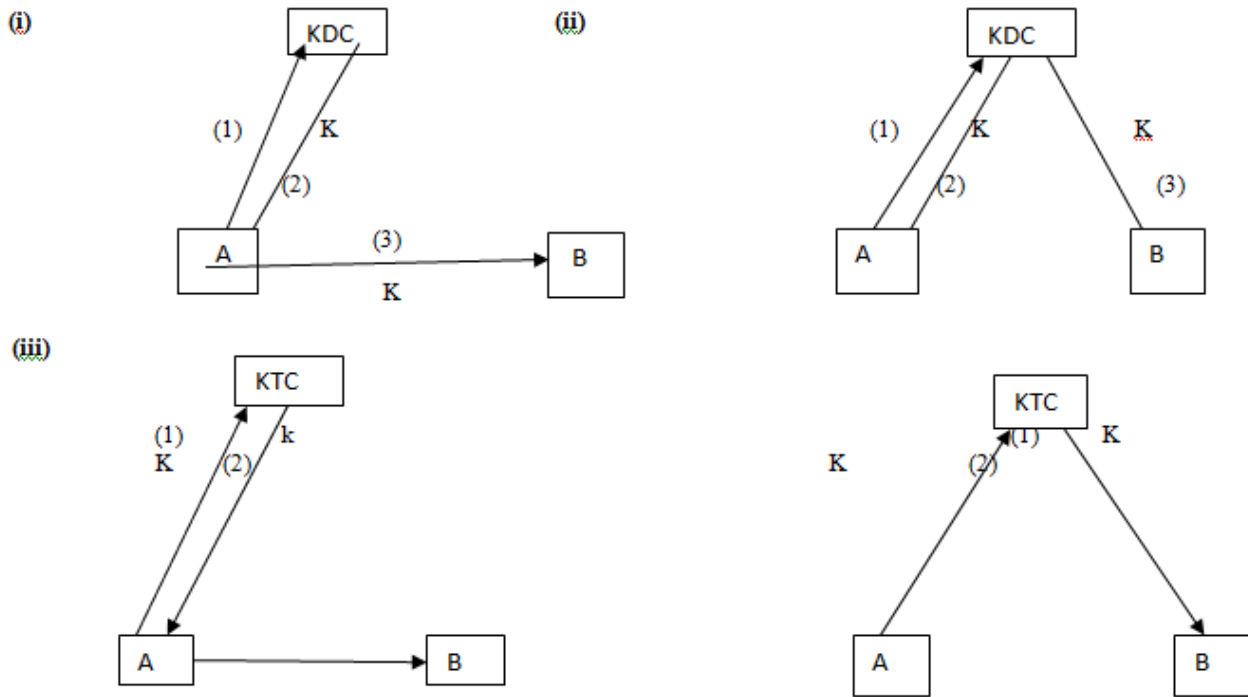 (i)
KDC
(1)
K
(2)
A
(3)
B
K
(ii)
KDC
(1)
K
K
(2)
(3)
A
B
(iii)
KTC
(1)
k
K
(2)
A
B
KTC
(1)
K
K
(2)
A
B